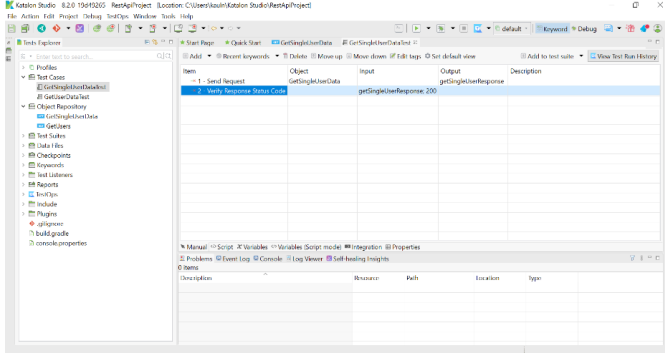 Katalon Studio 8.2.0 19d49265 RestApiProject [Location: C:\Users\kauln\Katalon Studio\RestApiProject]
File Action Edit Project Debug TestOps Window Tools Help
default Keyword Debug
Tests Explorer
Start Page Quick Start GetSingleUserData GetSingleUserDataTest
Enter text to search...
Add Recent keywords Delete Move up Move down Edit tags Set default view Add to test suite View Test Run History
Profiles
Test Cases
GetSingleUserDataTest
GetUserDataTest
Object Repository
GetSingleUserData
GetUsers
Test Suites
Data Files
Checkpoints
Keywords
Test Listeners
Reports
TestOps
Include
Plugins
.gitignore
build.gradle
console.properties
Item Object Input Output Description
1 - Send Request GetSingleUserData getSingleUserResponse
2 - Verify Response Status Code getSingleUserResponse; 200
Manual Script Variables Variables (Script mode) Integration Properties
Problems Event Log Console Log Viewer Self-healing Insights
0 items
Description Resource Path Location Type